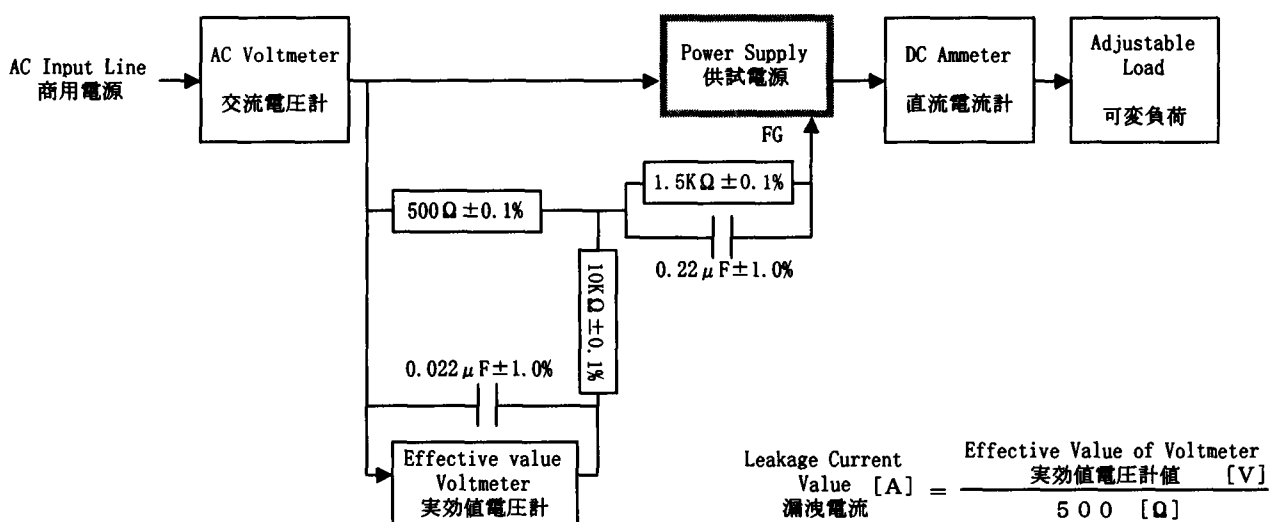 AC Input Line
商用電源
AC Voltmeter
交流電圧計
Power Supply
供試電源
DC Ammeter
直流電流計
Adjustable
Load
可変負荷
FG
1.5KΩ±0.1%
500Ω±0.1%
0.22μF±1.0%
10KΩ±0.1%
0.022μF±1.0%
Effective value
Voltmeter
実効値電圧計
Leakage Current
Value [A]
漏洩電流
=
Effective Value of Voltmeter
実効値電圧計値 [V]
500 [Ω]